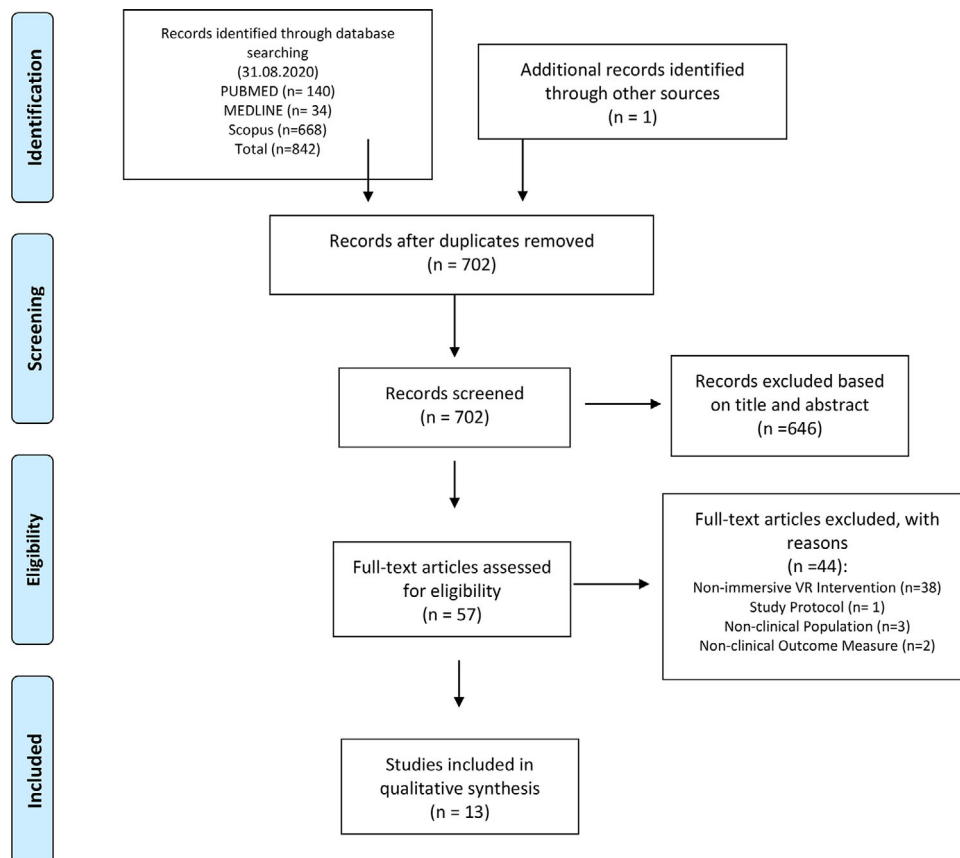 Identification
Records identified through database
searching
(31.08.2020)
PUBMED (n= 140)
MEDLINE (n= 34)
Scopus (n=668)
Total (n=842)
Additional records identified
through other sources
(n = 1)
Screening
Records after duplicates removed
(n = 702)
Records screened
(n = 702)
Records excluded based
on title and abstract
(n =646)
Eligibility
Full-text articles assessed
for eligibility
(n = 57)
Full-text articles excluded, with
reasons
(n =44):
Non-immersive VR Intervention (n=38)
Study Protocol (n= 1)
Non-clinical Population (n=3)
Non-clinical Outcome Measure (n=2)
Included
Studies included in
qualitative synthesis
(n = 13)